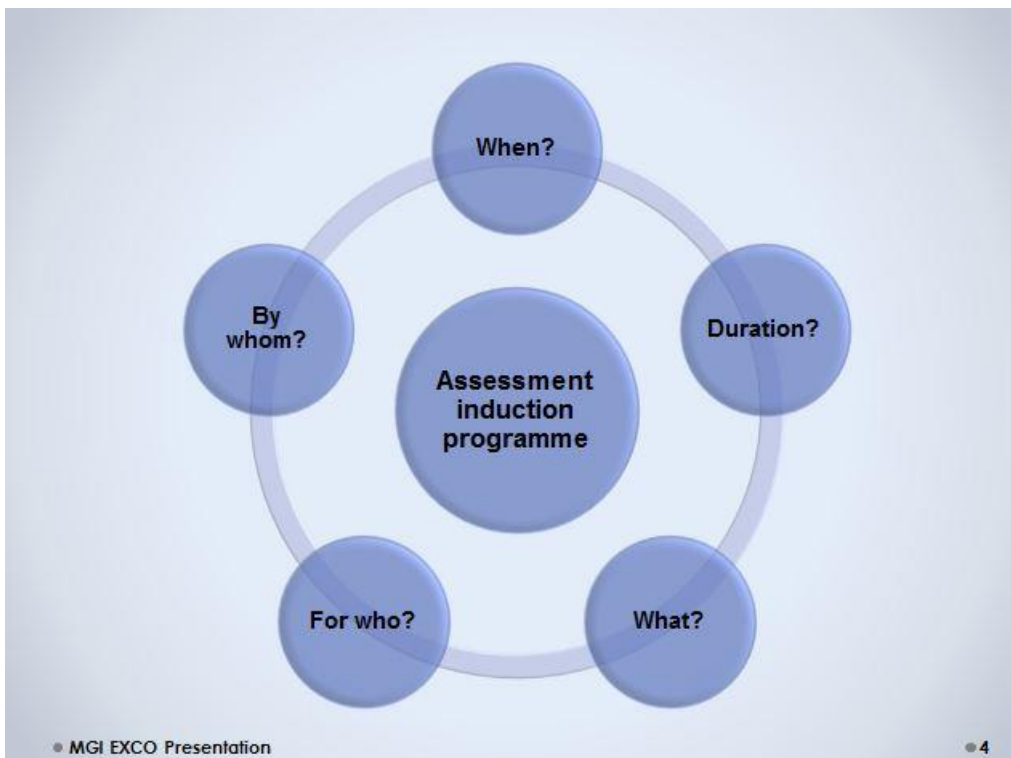 When?
Duration?
What?
For who?
By
whom?
Assessment
induction
programme
MGI EXCO Presentation
4